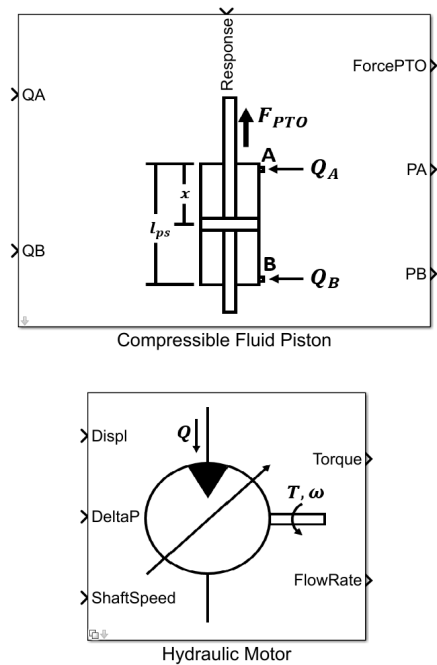 Response
ForcePTO
QA
F_PTO
A
Q_A
PA
x
l_ps
QB
B
Q_B
PB
Compressible Fluid Piston
Displ
Q
Torque
DeltaP
T, ω
FlowRate
ShaftSpeed
Hydraulic Motor